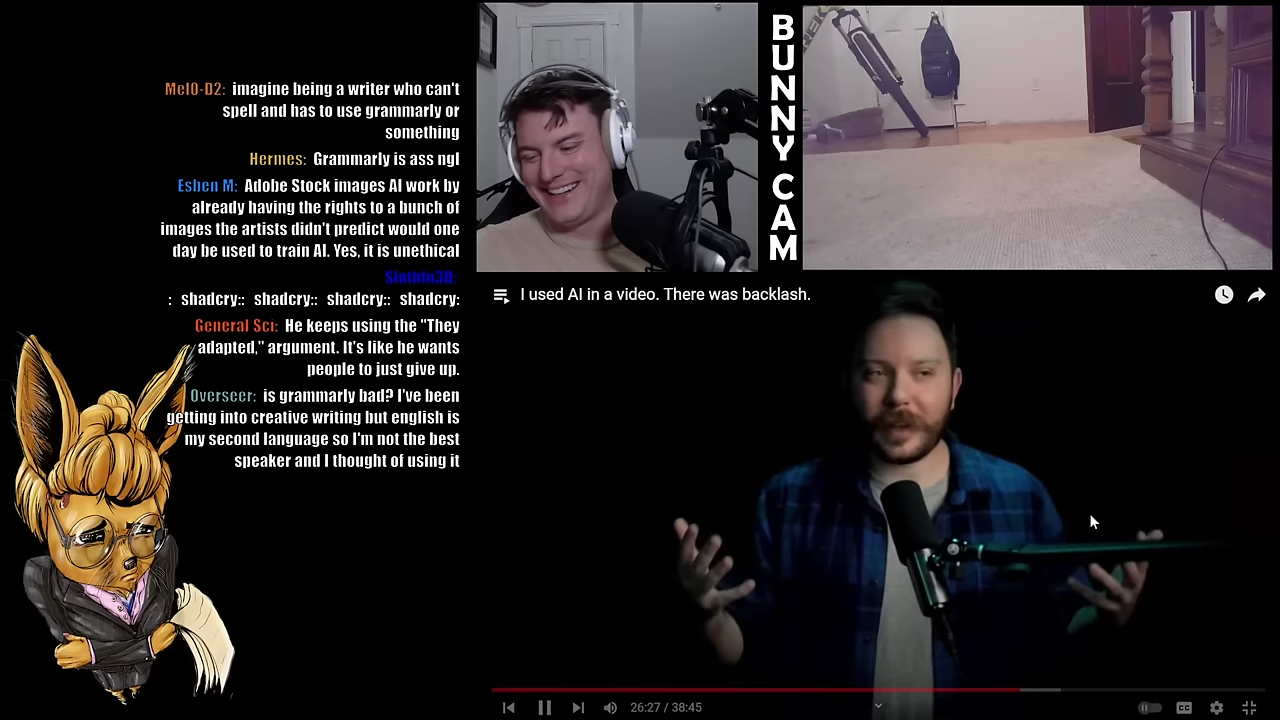 Mel0-D2: imagine being a writer who can't
spell and has to use grammarly or
something
Hermes: Grammarly is ass ngl
Esben M: Adobe Stock images AI work by
already having the rights to a bunch of
images the artists didn't predict would one
day be used to train AI. Yes, it is unethical
: shadcry:: shadcry:: shadcry:: shadcry:
General Sci: He keeps using the "They
adapted," argument. It's like he wants
people to just give up.
Overseer: is grammarly bad? I've been
getting into creative writing but english is
my second language so I'm not the best
speaker and I thought of using it
BUNNY CAM
I used AI in a video. There was backlash.
26:27 / 38:45